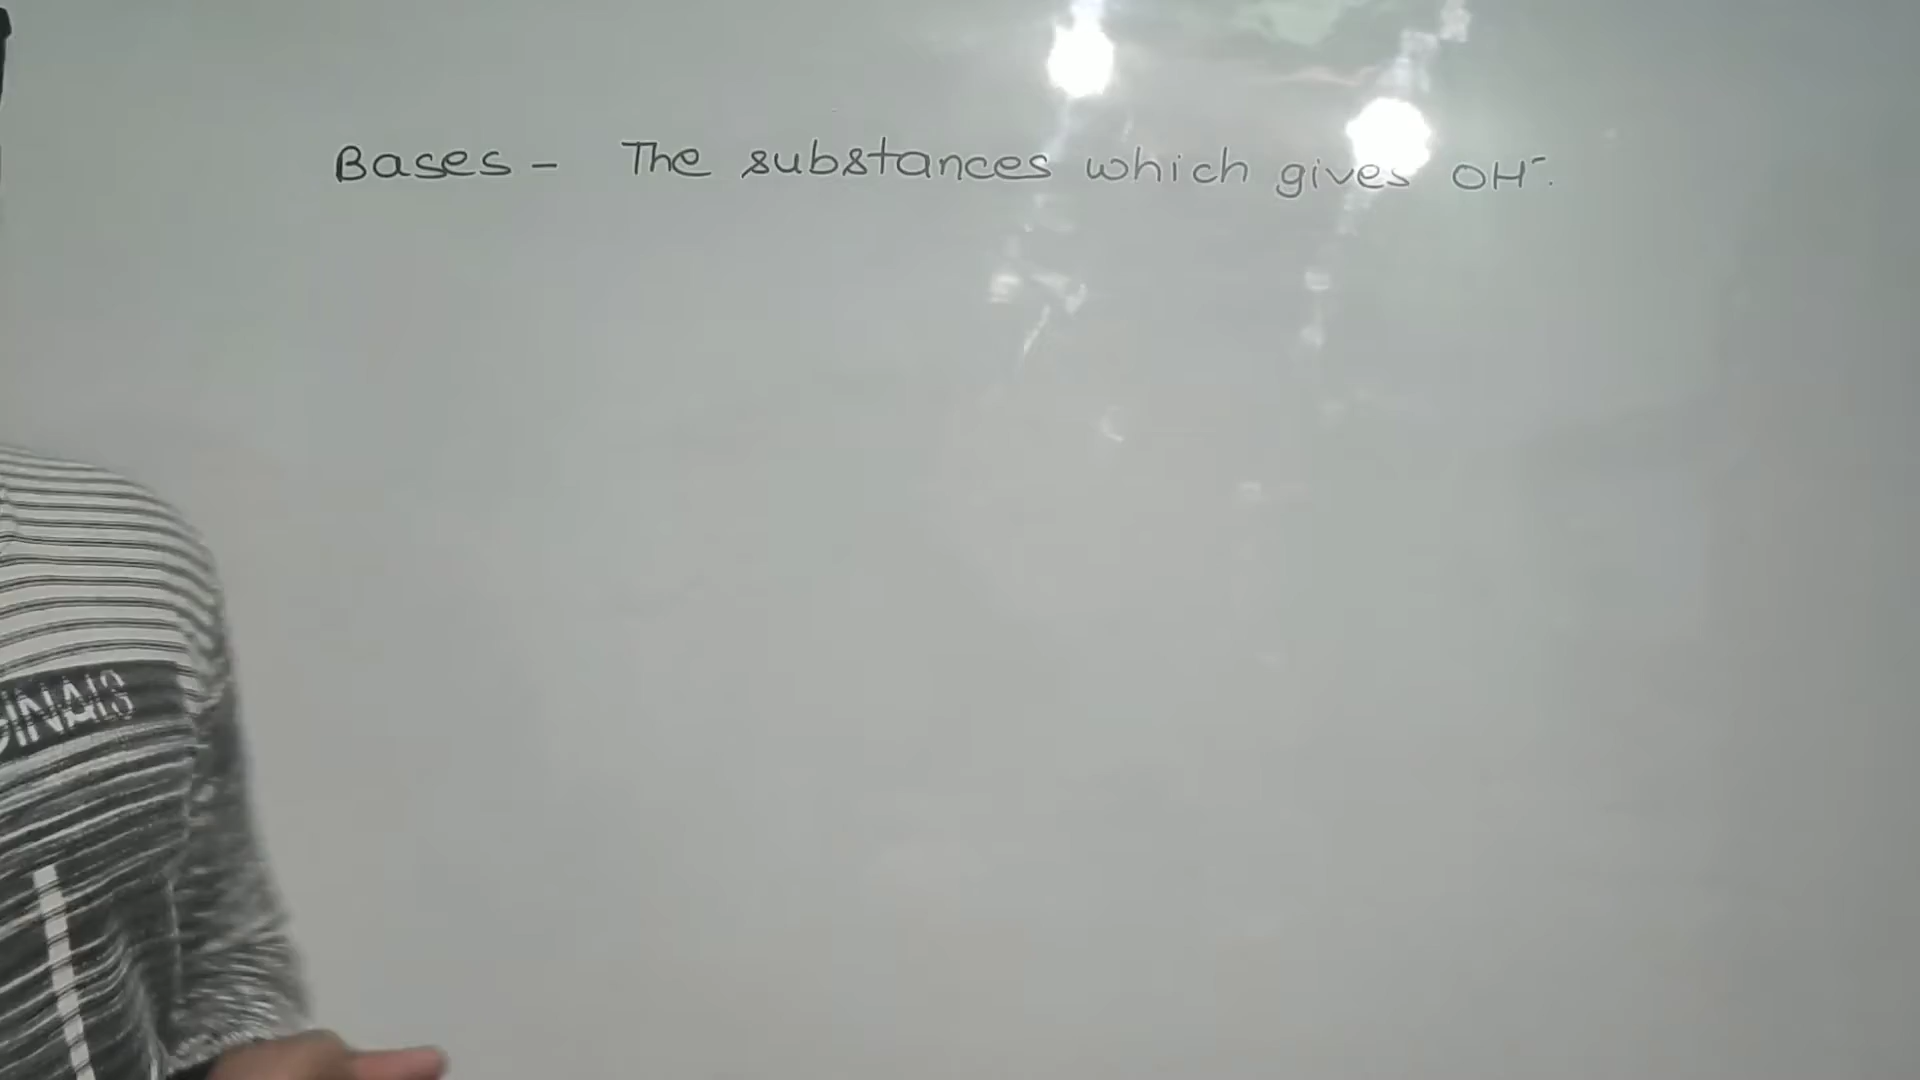 Bases - The substances which gives OH⁻.